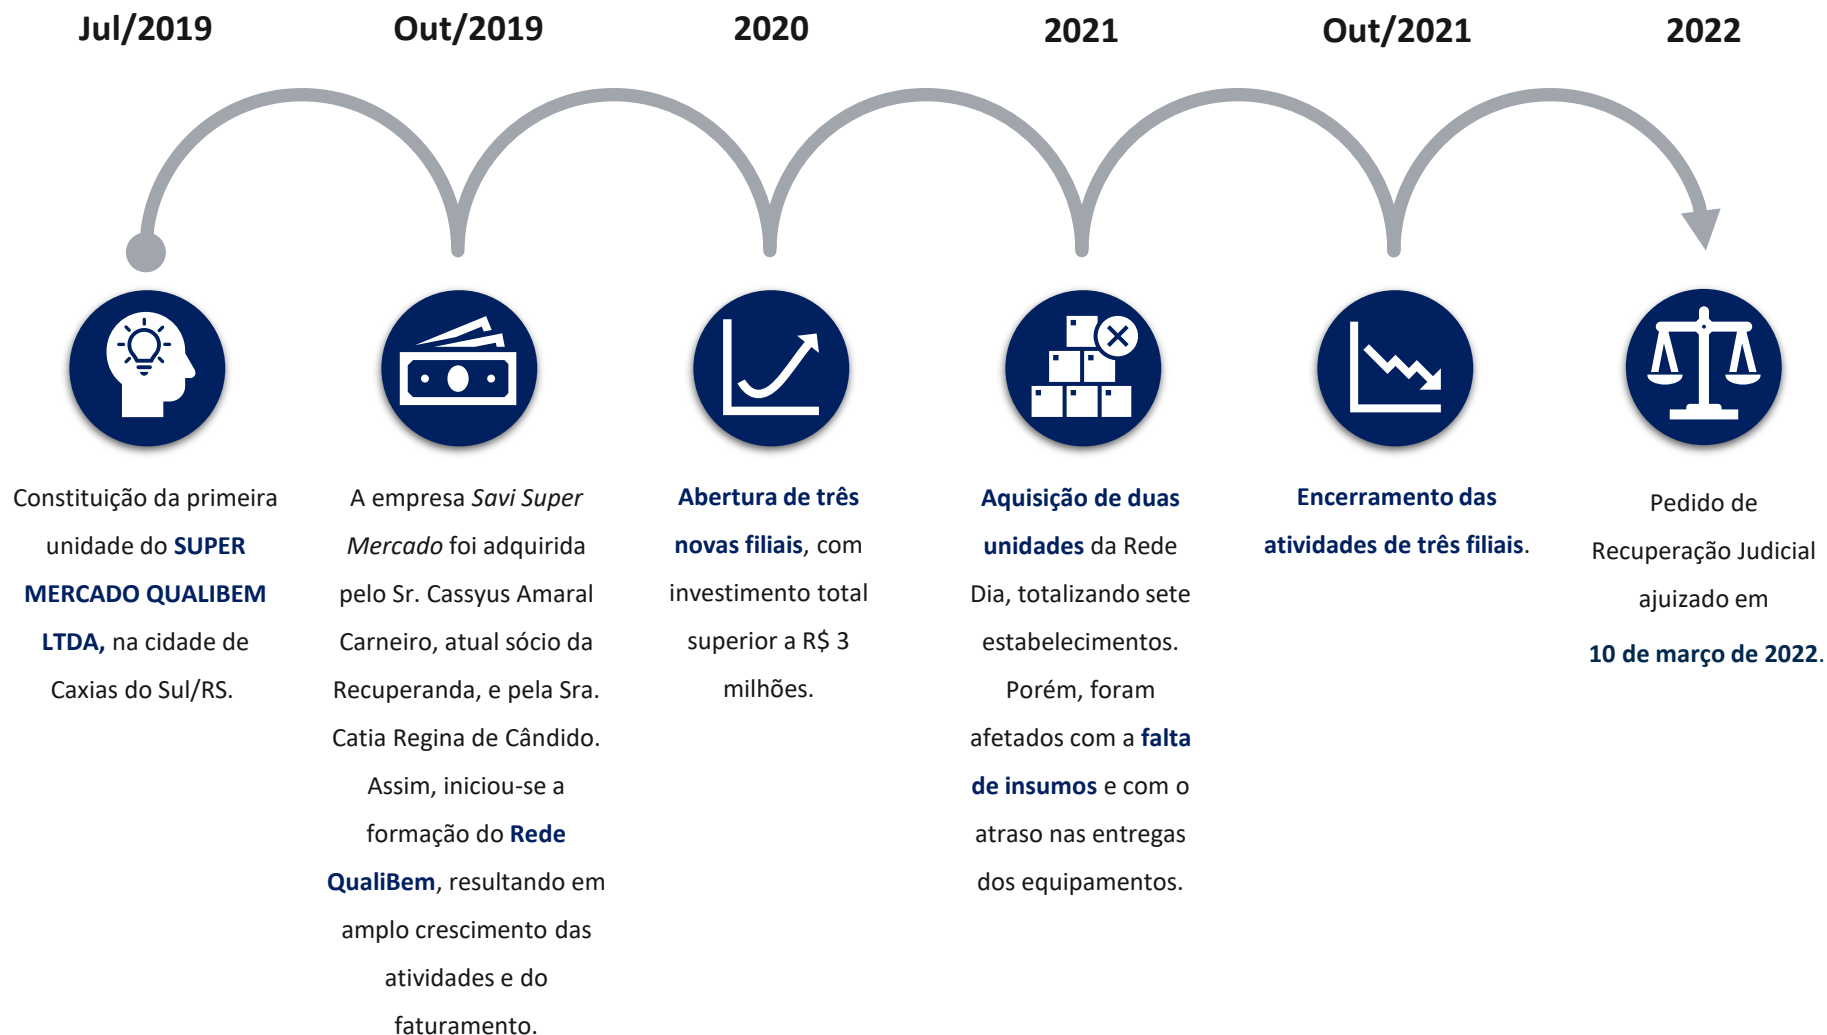 Jul/2019
Out/2019
2020
2021
Out/2021
2022
Constituição da primeira
unidade do SUPER
MERCADO QUALIBEM
LTDA, na cidade de
Caxias do Sul/RS.
A empresa Savi Super
Mercado foi adquirida
pelo Sr. Cassyus Amaral
Carneiro, atual sócio da
Recuperanda, e pela Sra.
Catia Regina de Cândido.
Assim, iniciou-se a
formação do Rede
QualiBem, resultando em
amplo crescimento das
atividades e do
faturamento.
Abertura de três
novas filiais, com
investimento total
superior a R$ 3
milhões.
Aquisição de duas
unidades da Rede
Dia, totalizando sete
estabelecimentos.
Porém, foram
afetados com a falta
de insumos e com o
atraso nas entregas
dos equipamentos.
Encerramento das
atividades de três filiais.
Pedido de
Recuperação Judicial
ajuizado em
10 de março de 2022.